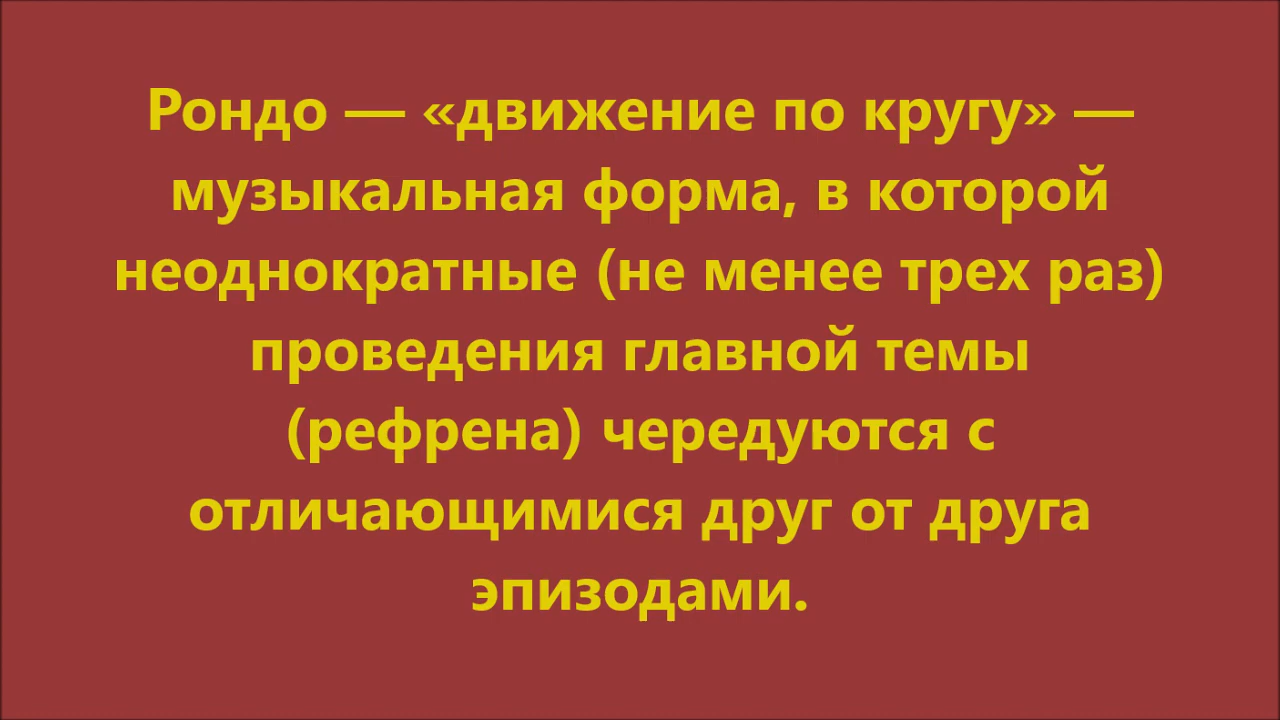 Рондо — «движение по кругу» —
музыкальная форма, в которой
неоднократные (не менее трех раз)
проведения главной темы
(рефрена) чередуются с
отличающимися друг от друга
эпизодами.